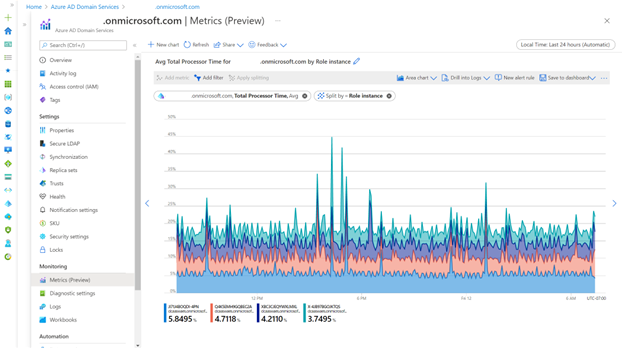 Home > Azure AD Domain Services > .onmicrosoft.com
.onmicrosoft.com | Metrics (Preview) ...
Azure AD Domain Services
Search (Ctrl+/)
New chart Refresh Share Feedback
Local Time: Last 24 hours (Automatic)
Overview
Activity log
Access control (IAM)
Tags
Settings
Properties
Secure LDAP
Synchronization
Replica sets
Trusts
Health
Notification settings
SKU
Security settings
Locks
Monitoring
Metrics (Preview)
Diagnostic settings
Logs
Workbooks
Automation
Avg Total Processor Time for .onmicrosoft.com by Role instance
Add metric Add filter Apply splitting
Area chart Drill into Logs New alert rule Save to dashboard ...
.onmicrosoft.com, Total Processor Time, Avg
Split by = Role instance
50%
45%
40%
35%
30%
25%
20%
15%
10%
5%
0%
12 PM 6 PM 6 AM UTC-07:00
5.8495 % 4.7118 % 4.2110 % 3.7495 %